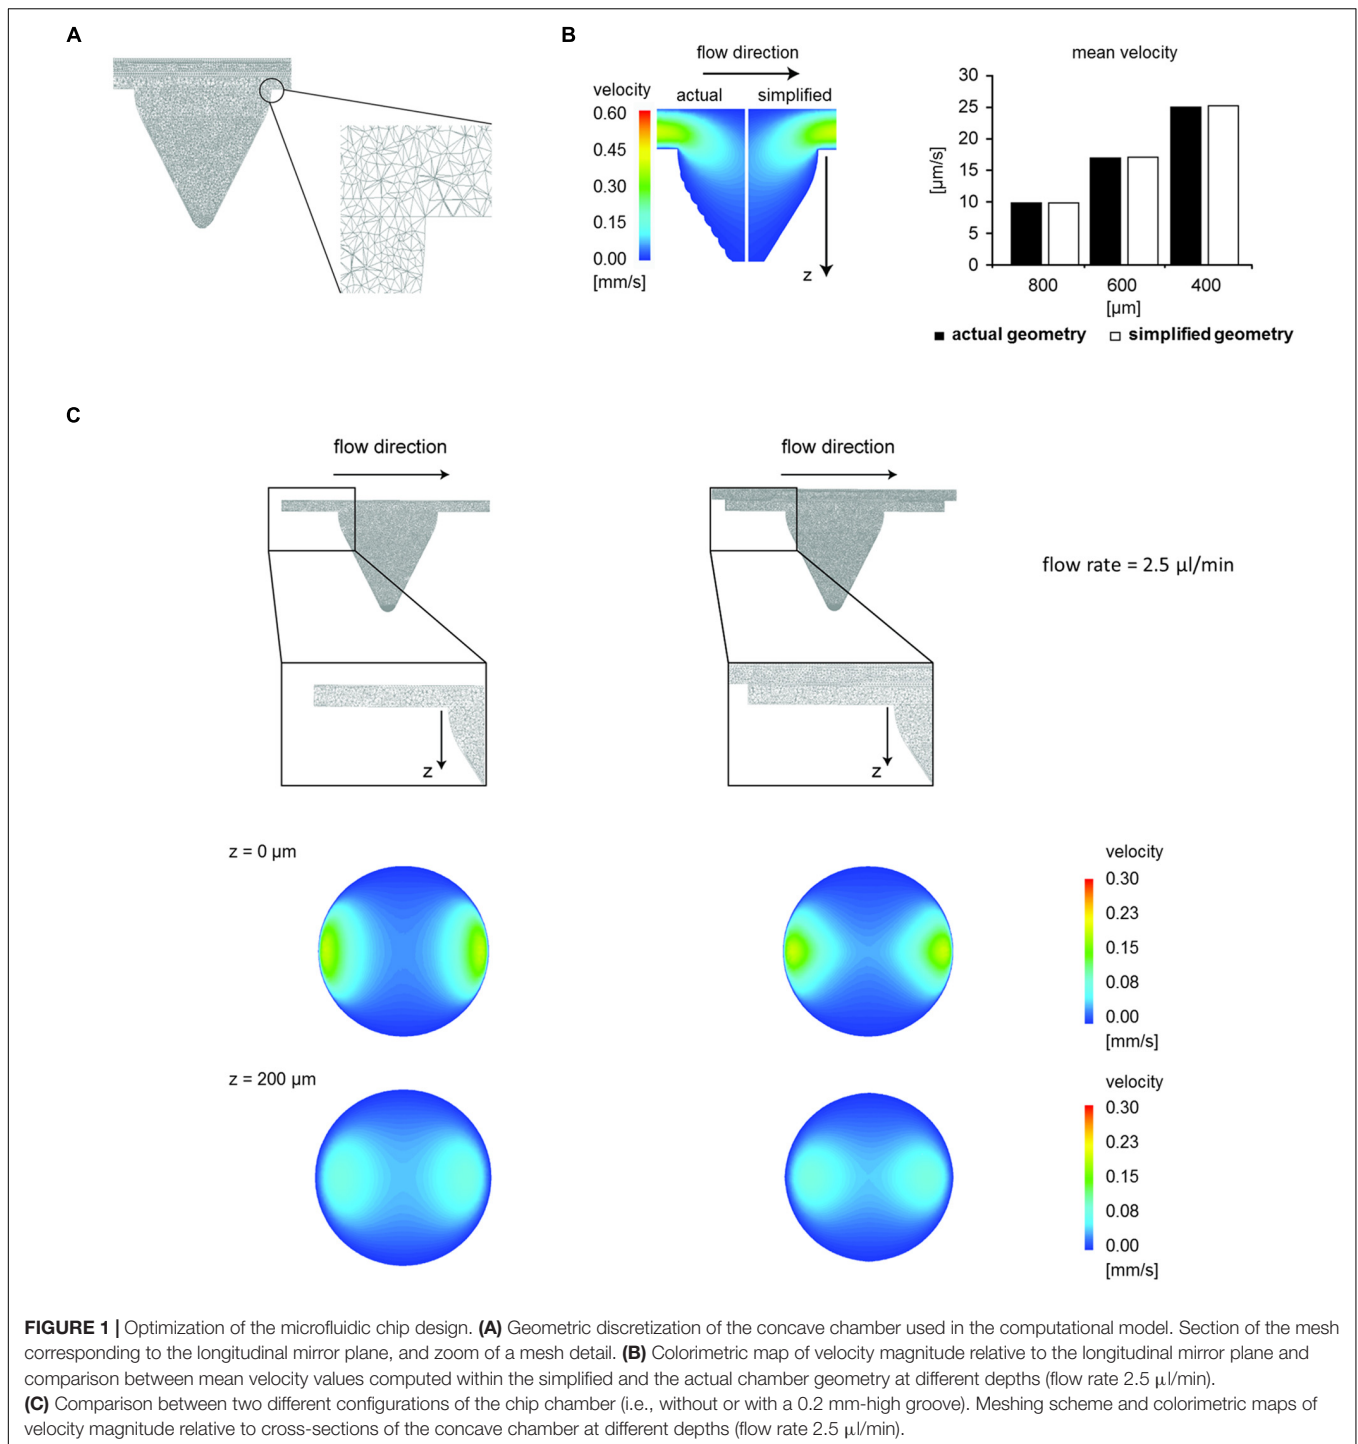 A
B
flow direction
mean velocity
velocity
actual
simplified
0.60
0.45
0.30
0.15
0.00
[mm/s]
z
30
25
20
15
10
5
0
[µm/s]
800
600
400
[µm]
actual geometry
simplified geometry
C
flow direction
flow direction
flow rate = 2.5 µl/min
z
z
z = 0 µm
velocity
0.30
0.23
0.15
0.08
0.00
[mm/s]
z = 200 µm
velocity
0.30
0.23
0.15
0.08
0.00
[mm/s]
FIGURE 1 | Optimization of the microfluidic chip design. (A) Geometric discretization of the concave chamber used in the computational model. Section of the mesh
corresponding to the longitudinal mirror plane, and zoom of a mesh detail. (B) Colorimetric map of velocity magnitude relative to the longitudinal mirror plane and
comparison between mean velocity values computed within the simplified and the actual chamber geometry at different depths (flow rate 2.5 µl/min).
(C) Comparison between two different configurations of the chip chamber (i.e., without or with a 0.2 mm-high groove). Meshing scheme and colorimetric maps of
velocity magnitude relative to cross-sections of the concave chamber at different depths (flow rate 2.5 µl/min).